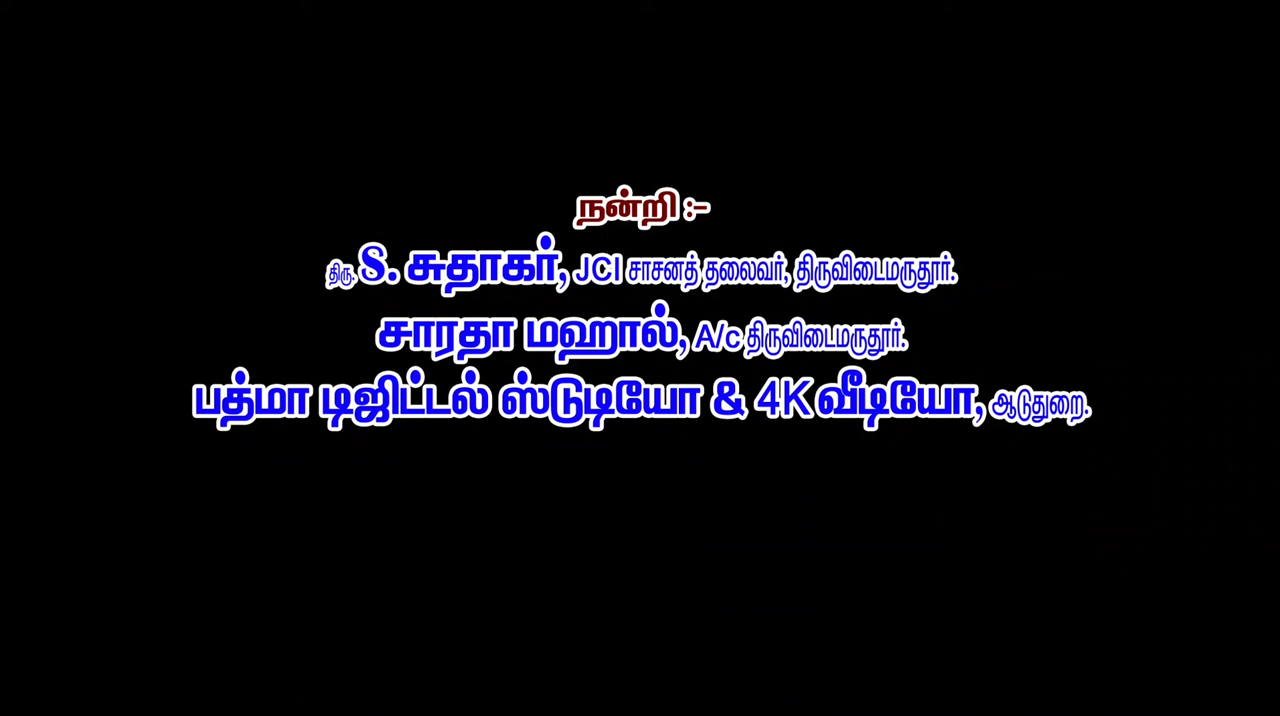 நன்றி :-
திரு. S. சுதாகர், JCI சாசனத் தலைவர், திருவிடைமருதூர்.
சாரதா மஹால், A/c திருவிடைமருதூர்.
பத்மா டிஜிட்டல் ஸ்டுடியோ & 4K வீடியோ, ஆடுதுறை.